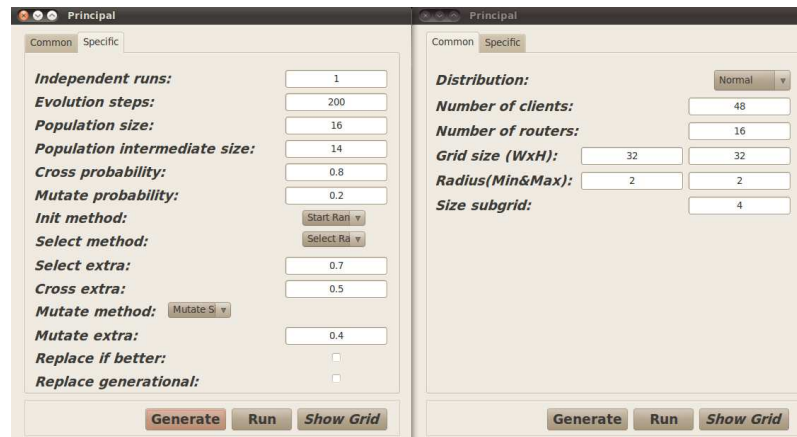 Principal
Common Specific
Independent runs: 1
Evolution steps: 200
Population size: 16
Population intermediate size: 14
Cross probability: 0.8
Mutate probability: 0.2
Init method: Start Ran
Select method: Select Ra
Select extra: 0.7
Cross extra: 0.5
Mutate method: Mutate S
Mutate extra: 0.4
Replace if better:
Replace generational:
Generate Run Show Grid
Principal
Common Specific
Distribution: Normal
Number of clients: 48
Number of routers: 16
Grid size (WxH): 32 32
Radius(Min&Max): 2 2
Size subgrid: 4
Generate Run Show Grid